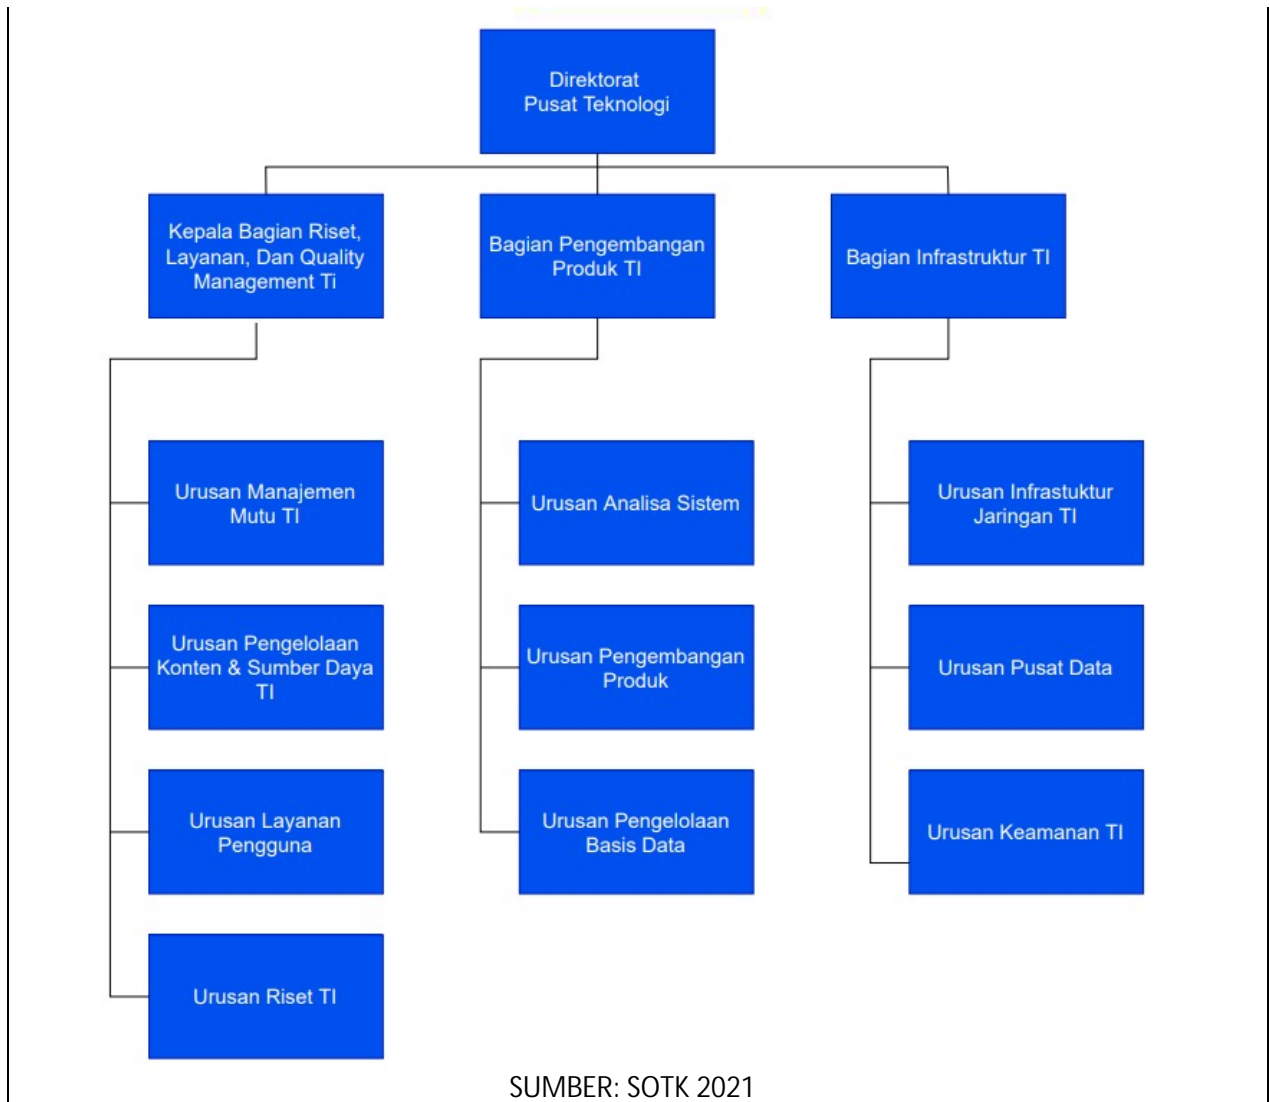 Direktorat
Pusat Teknologi
Kepala Bagian Riset,
Layanan, Dan Quality
Management Ti
Bagian Pengembangan
Produk TI
Bagian Infrastruktur TI
Urusan Manajemen
Mutu TI
Urusan Analisa Sistem
Urusan Infrastuktur
Jaringan TI
Urusan Pengelolaan
Konten & Sumber Daya
TI
Urusan Pengembangan
Produk
Urusan Pusat Data
Urusan Layanan
Pengguna
Urusan Pengelolaan
Basis Data
Urusan Keamanan TI
Urusan Riset TI
SUMBER: SOTK 2021